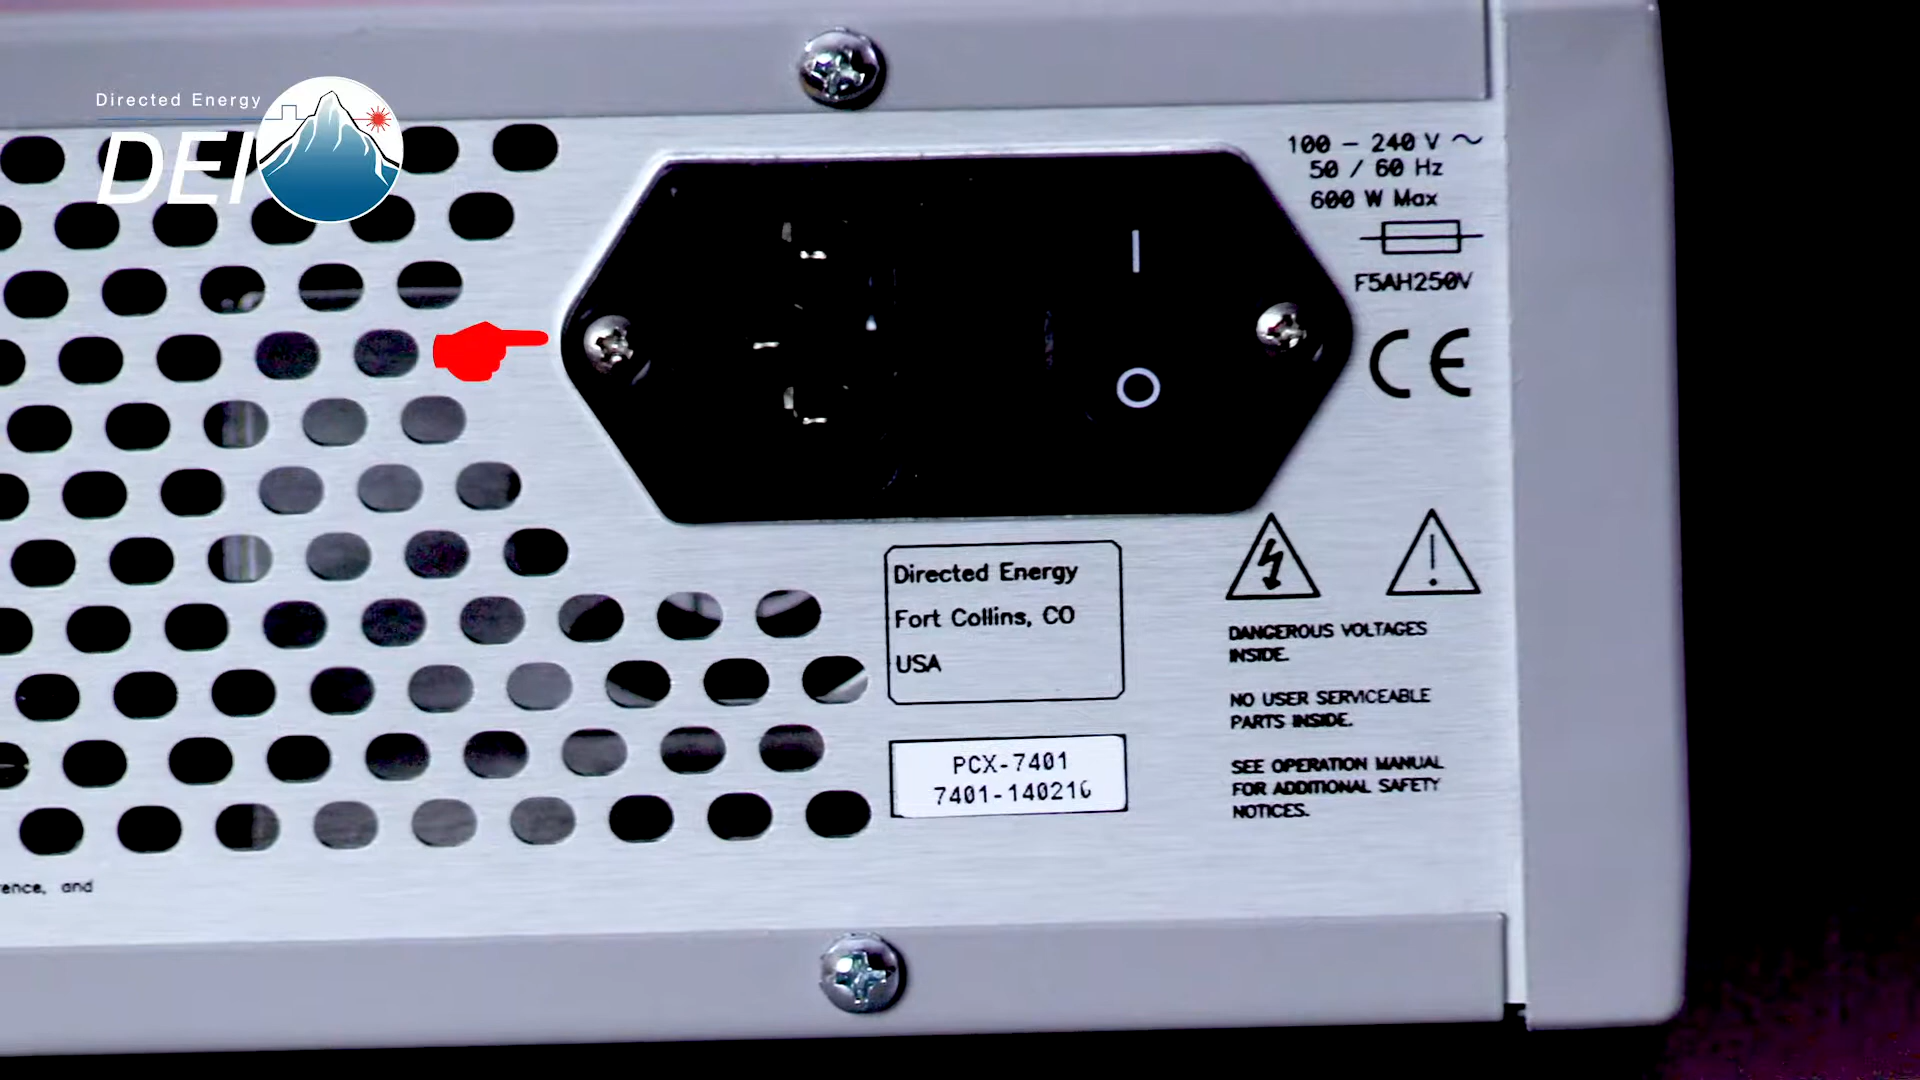 Directed Energy
DEI
100 – 240 V ~
50 / 60 Hz
600 W Max
F5AH250V
CE
Directed Energy
Fort Collins, CO
USA
DANGEROUS VOLTAGES
INSIDE.
NO USER SERVICEABLE
PARTS INSIDE.
SEE OPERATION MANUAL
FOR ADDITIONAL SAFETY
NOTICES.
PCX-7401
7401-140216
and